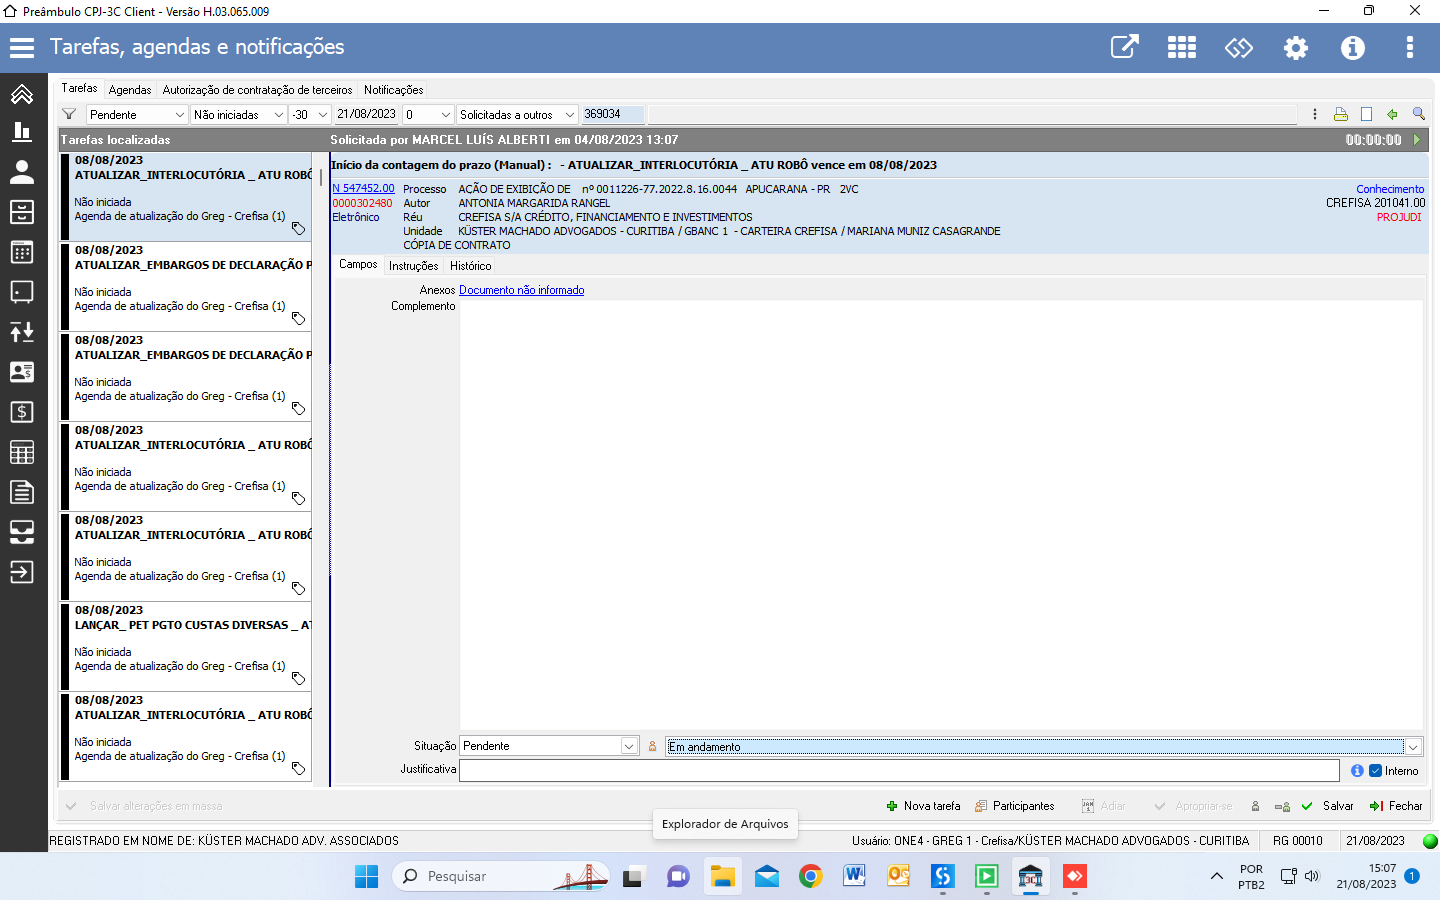 Preâmbulo CPJ-3C Client - Versão H.03.065.009
Tarefas, agendas e notificações
Tarefas Agendas Autorização de contratação de terceiros Notificações
Pendente Não iniciadas -30 21/08/2023 0 Solicitadas a outros 369034
Tarefas localizadas Solicitada por MARCEL LUÍS ALBERTI em 04/08/2023 13:07 00:00:00
08/08/2023
ATUALIZAR_INTERLOCUTÓRIA _ ATU ROBÔ
Não iniciada
Agenda de atualização do Greg - Crefisa (1)
08/08/2023
ATUALIZAR_EMBARGOS DE DECLARAÇÃO P
Não iniciada
Agenda de atualização do Greg - Crefisa (1)
08/08/2023
ATUALIZAR_EMBARGOS DE DECLARAÇÃO P
Não iniciada
Agenda de atualização do Greg - Crefisa (1)
08/08/2023
ATUALIZAR_INTERLOCUTÓRIA _ ATU ROBÔ
Não iniciada
Agenda de atualização do Greg - Crefisa (1)
08/08/2023
ATUALIZAR_INTERLOCUTÓRIA _ ATU ROBÔ
Não iniciada
Agenda de atualização do Greg - Crefisa (1)
08/08/2023
LANÇAR_ PET PGTO CUSTAS DIVERSAS _ AT
Não iniciada
Agenda de atualização do Greg - Crefisa (1)
08/08/2023
ATUALIZAR_INTERLOCUTÓRIA _ ATU ROBÔ
Não iniciada
Agenda de atualização do Greg - Crefisa (1)
Início da contagem do prazo (Manual) : - ATUALIZAR_INTERLOCUTÓRIA _ ATU ROBÔ vence em 08/08/2023
N 547452.00 Processo AÇÃO DE EXIBIÇÃO DE nº 0011226-77.2022.8.16.0044 APUCARANA - PR 2VC Conhecimento
0000302480 Autor ANTONIA MARGARIDA RANGEL CREFISA 201041.00
Eletrônico Réu CREFISA S/A CRÉDITO, FINANCIAMENTO E INVESTIMENTOS PROJUDI
Unidade KÜSTER MACHADO ADVOGADOS - CURITIBA / GBANC 1 - CARTEIRA CREFISA / MARIANA MUNIZ CASAGRANDE
CÓPIA DE CONTRATO
Campos Instruções Histórico
Anexos Documento não informado
Complemento
Situação Pendente Em andamento
Justificativa Interno
Salvar alterações em massa Nova tarefa Participantes Adiar Apropriar-se Salvar Fechar
Explorador de Arquivos
REGISTRADO EM NOME DE: KÜSTER MACHADO ADV. ASSOCIADOS Usuário: ONE4 - GREG 1 - Crefisa/KÜSTER MACHADO ADVOGADOS - CURITIBA RG 00010 21/08/2023
Pesquisar
POR
PTB2
15:07
21/08/2023
1